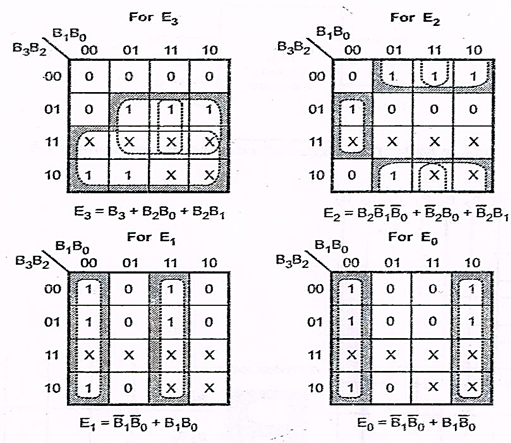 For E₃
B₁B₀
B₃B₂ 00 01 11 10
00 0 0 0 0
01 0 1 1 1
11 X X X X
10 1 1 X X
E₃ = B₃ + B₂B₀ + B₂B₁
For E₂
B₁B₀
B₃B₂ 00 01 11 10
00 0 1 1 1
01 1 0 0 0
11 X X X X
10 0 1 X X
E₂ = B₂B̅₁B̅₀ + B̅₂B₀ + B̅₂B₁
For E₁
B₁B₀
B₃B₂ 00 01 11 10
00 1 0 1 0
01 1 0 1 0
11 X X X X
10 1 0 X X
E₁ = B̅₁B̅₀ + B₁B₀
For E₀
B₁B₀
B₃B₂ 00 01 11 10
00 1 0 0 1
01 1 0 0 1
11 X X X X
10 1 0 X X
E₀ = B̅₁B̅₀ + B₁B̅₀